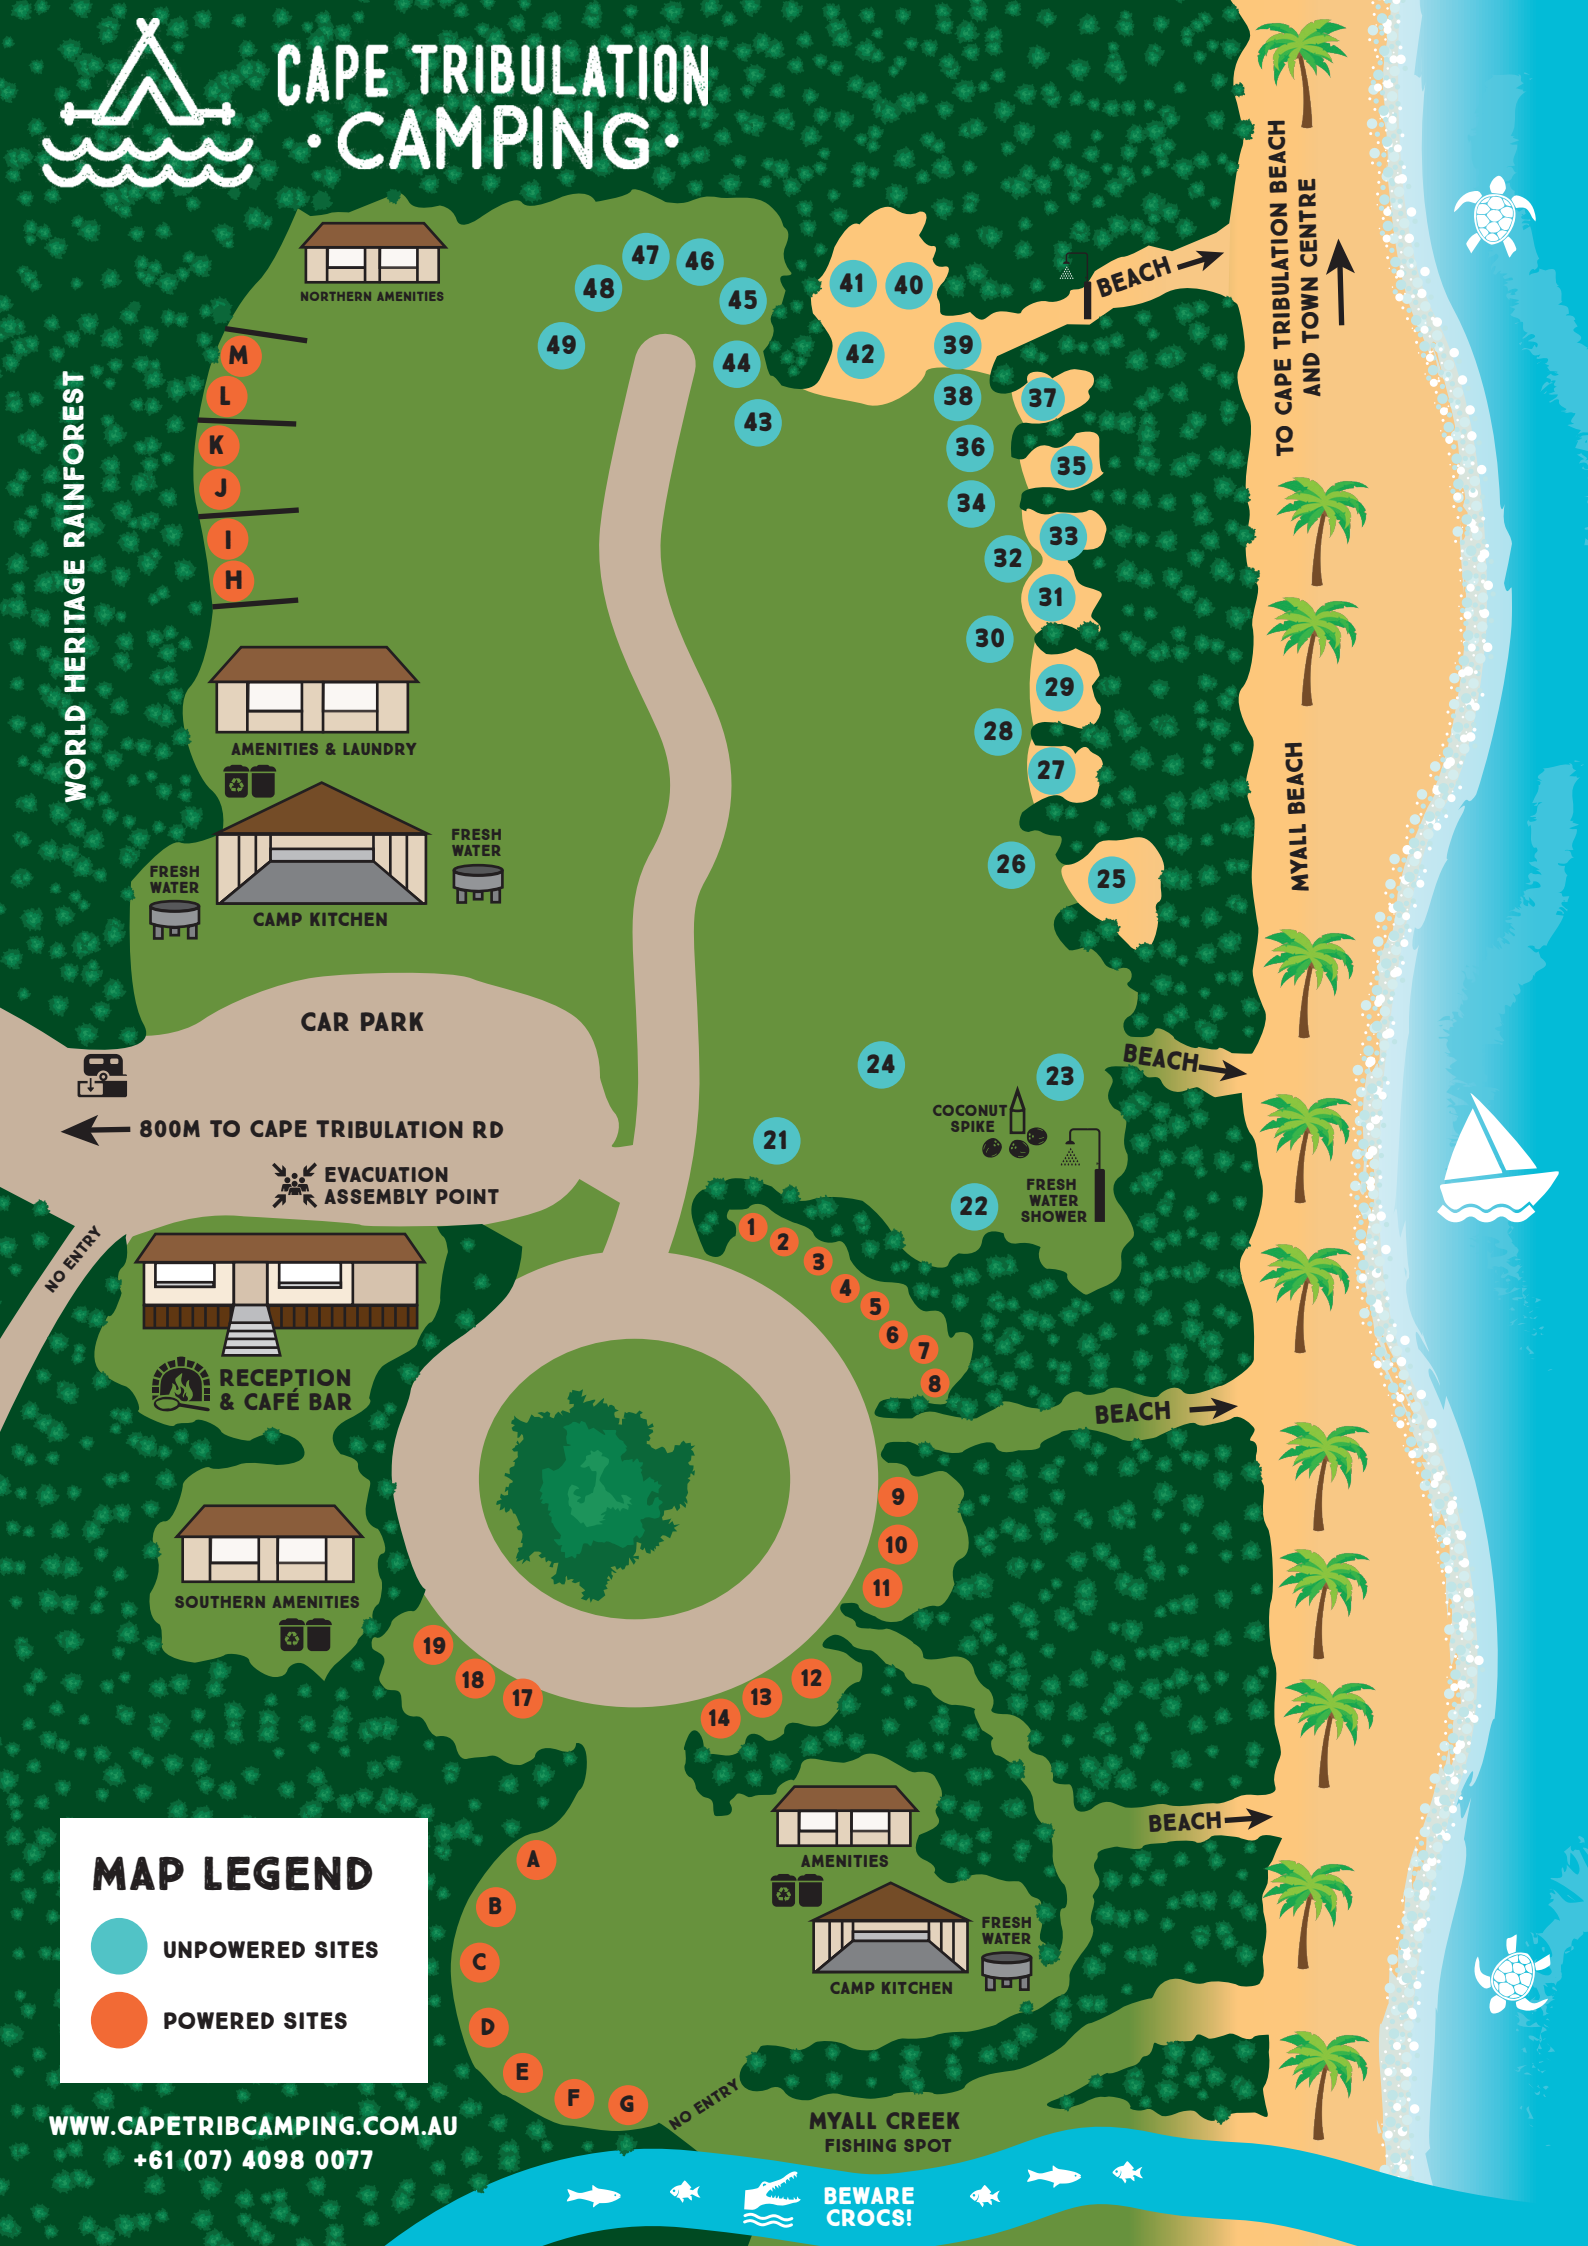 CAPE TRIBULATION
• CAMPING •
TO CAPE TRIBULATION BEACH
AND TOWN CENTRE
NORTHERN AMENITIES
47
46
48
45
49
44
43
41
40
42
39
BEACH
38
37
36
35
34
33
32
31
30
29
28
27
26
25
M
L
K
J
I
H
WORLD HERITAGE RAINFOREST
MYALL BEACH
AMENITIES & LAUNDRY
FRESH
WATER
FRESH
WATER
CAMP KITCHEN
CAR PARK
800M TO CAPE TRIBULATION RD
EVACUATION
ASSEMBLY POINT
24
23
BEACH
COCONUT
SPIKE
21
22
FRESH
WATER
SHOWER
NO ENTRY
RECEPTION
& CAFÉ BAR
1
2
3
4
5
6
7
8
BEACH
9
10
11
SOUTHERN AMENITIES
19
18
17
12
13
14
BEACH
AMENITIES
FRESH
WATER
CAMP KITCHEN
A
B
C
D
E
F
G
NO ENTRY
MYALL CREEK
FISHING SPOT
BEWARE
CROCS!
MAP LEGEND
UNPOWERED SITES
POWERED SITES
WWW.CAPETRIBCAMPING.COM.AU
+61 (07) 4098 0077